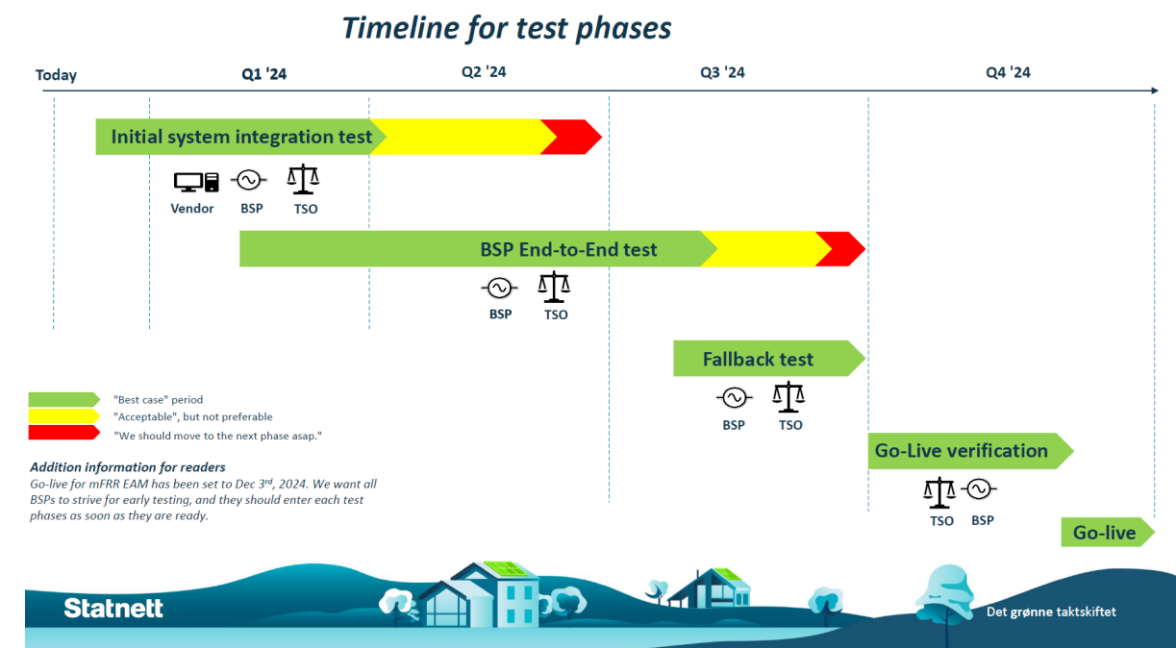 Timeline for test phases
Today
Q1 '24
Q2 '24
Q3 '24
Q4 '24
Initial system integration test
Vendor
BSP
TSO
BSP End-to-End test
BSP
TSO
Fallback test
BSP
TSO
"Best case" period
"Acceptable", but not preferable
"We should move to the next phase asap."
Go-Live verification
TSO
BSP
Addition information for readers
Go-live for mFRR EAM has been set to Dec 3rd, 2024. We want all
BSPs to strive for early testing, and they should enter each test
phases as soon as they are ready.
Go-live
Statnett
Det grønne taktskiftet